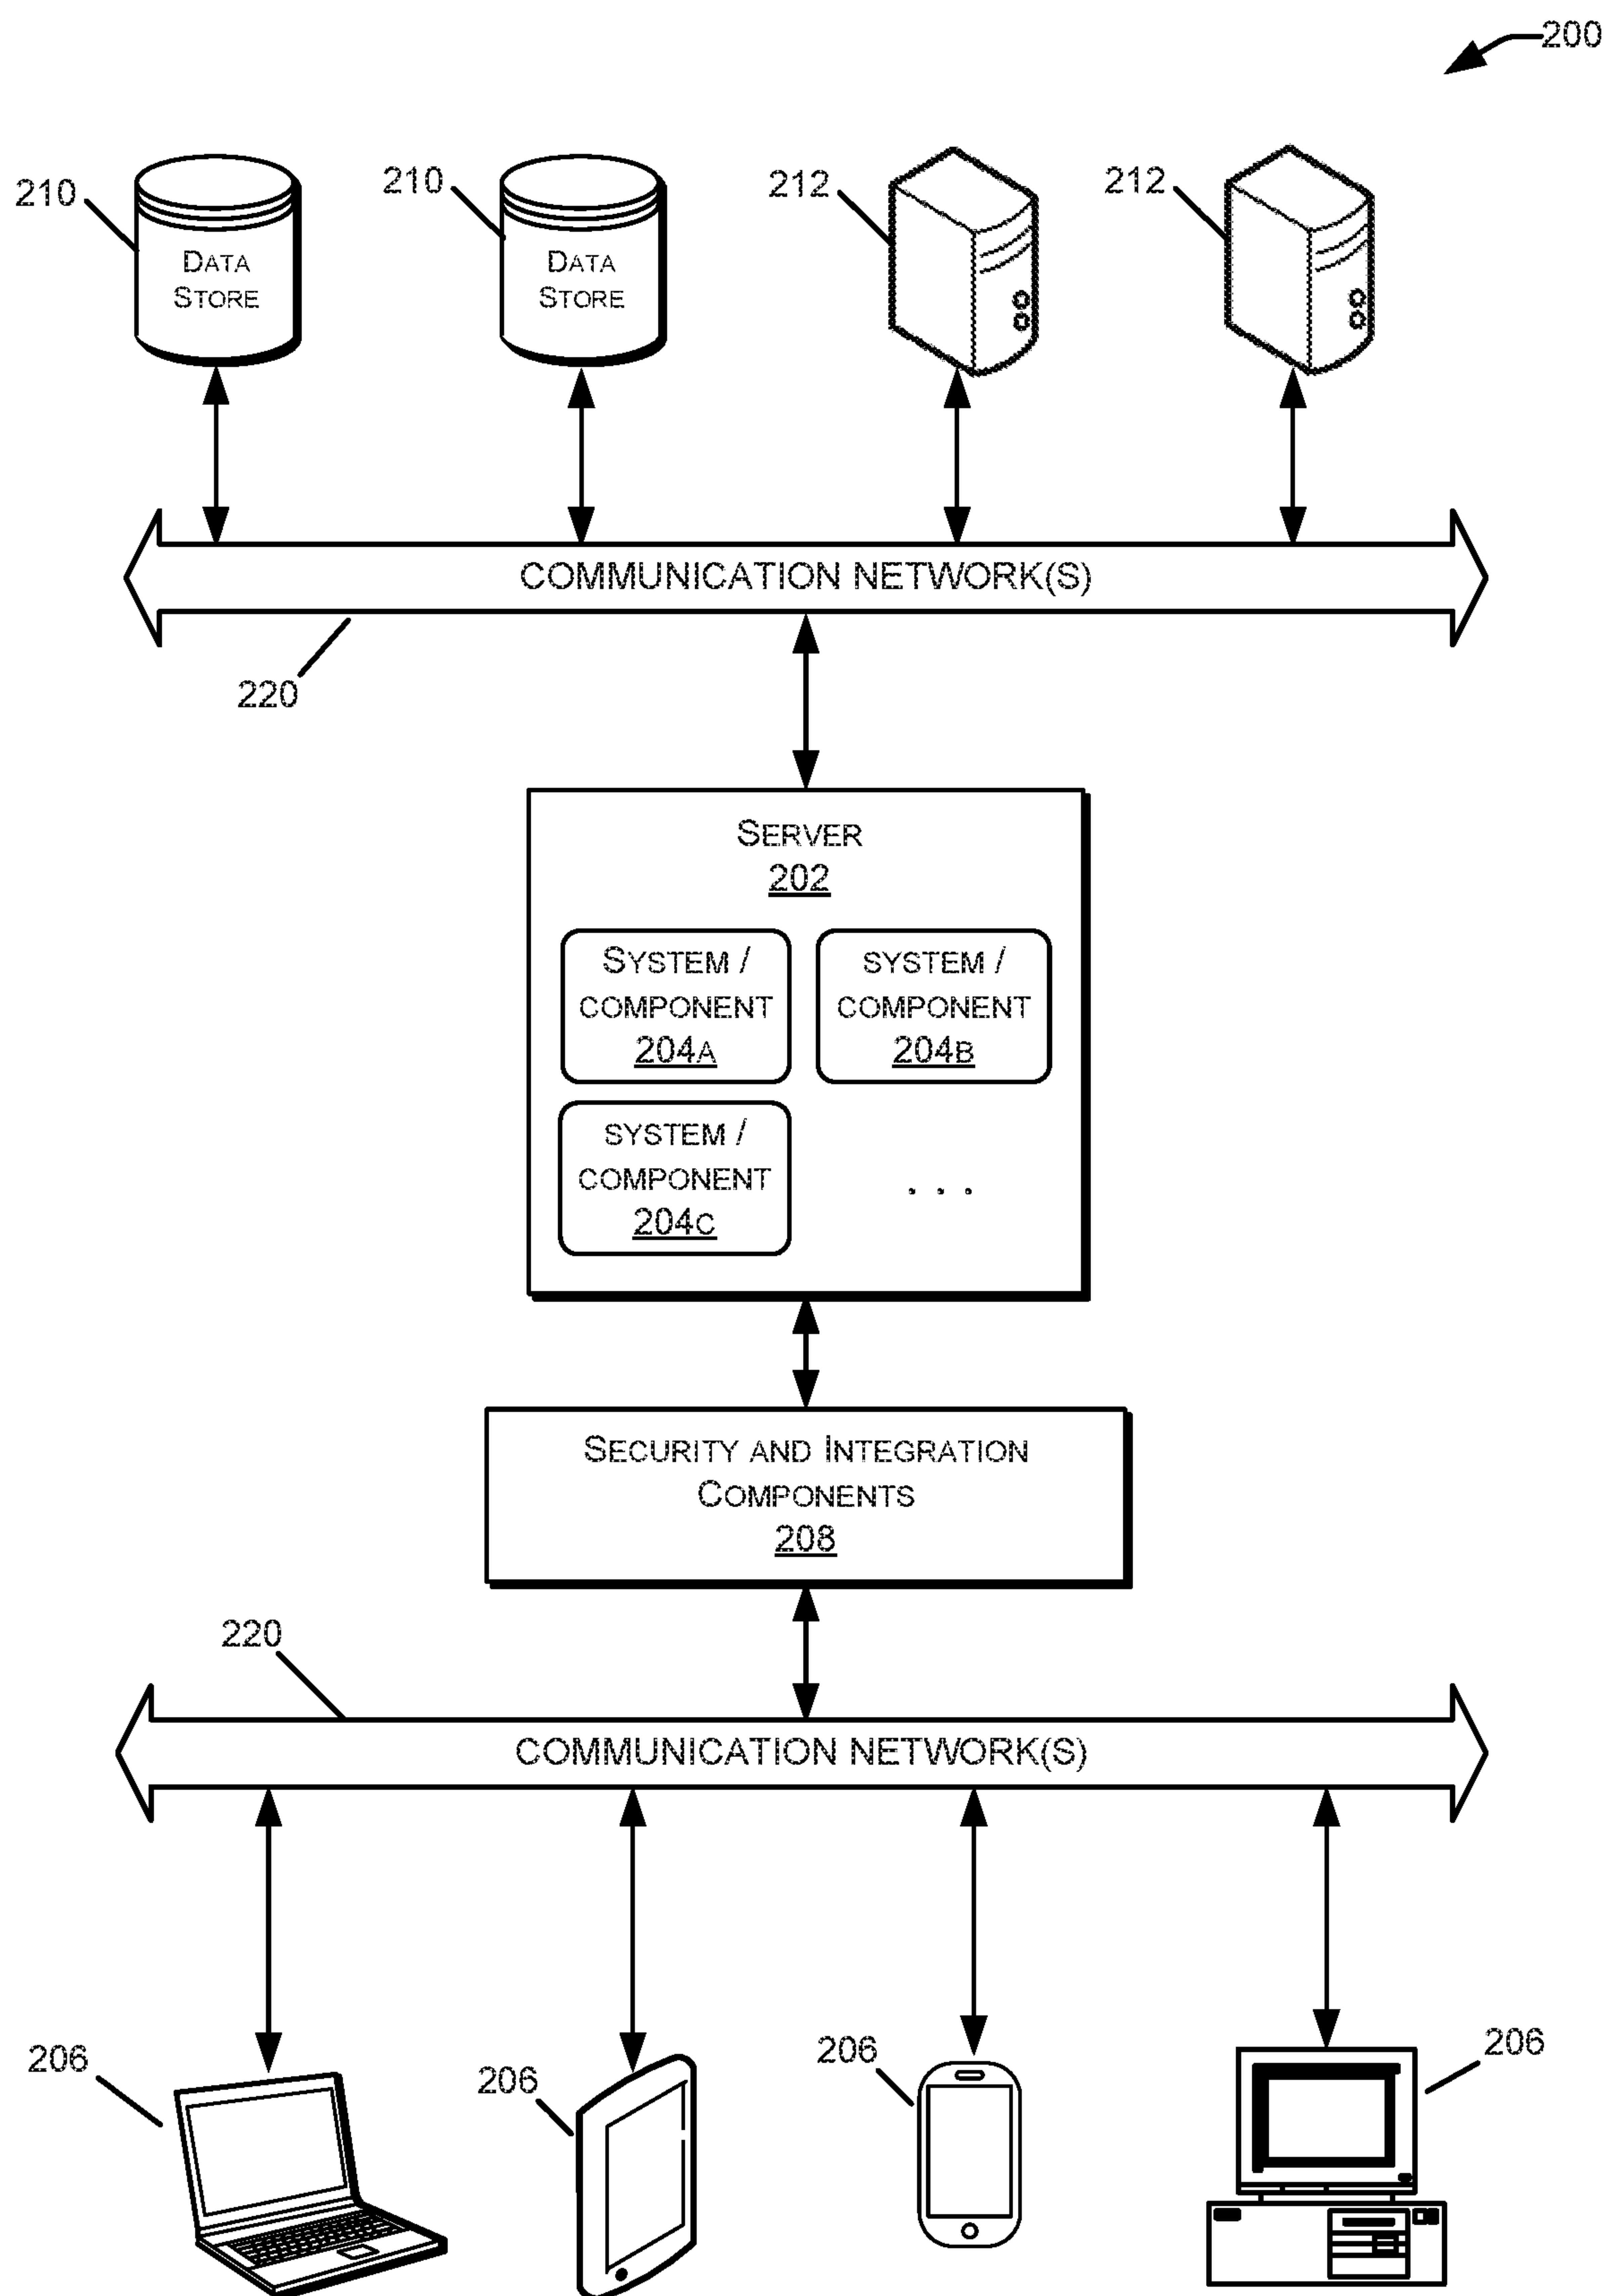 200
210
210
212
212
DATA
STORE
DATA
STORE
COMMUNICATION NETWORK(S)
220
SERVER
202
SYSTEM /
COMPONENT
204A
SYSTEM /
COMPONENT
204B
SYSTEM /
COMPONENT
204C
. . .
SECURITY AND INTEGRATION
COMPONENTS
208
220
COMMUNICATION NETWORK(S)
206
206
206
206